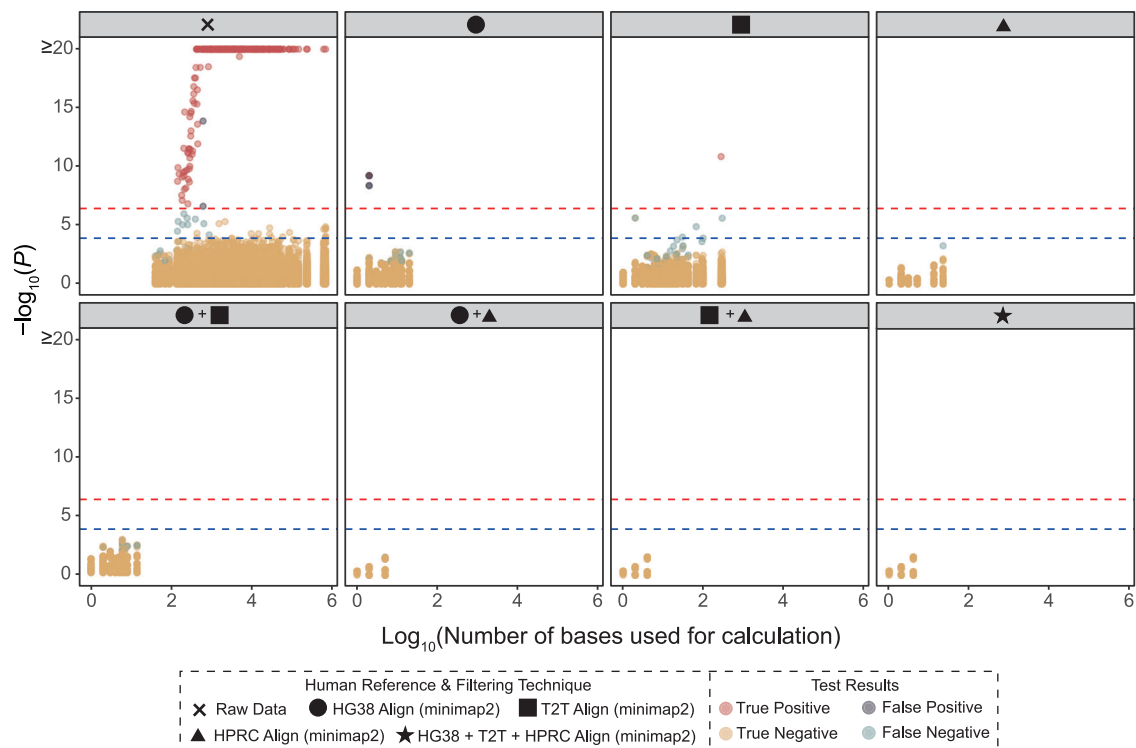 ≥20
15
10
5
0
−log₁₀(P)
+
+
+
≥20
15
10
5
0
0 2 4 6 0 2 4 6 0 2 4 6 0 2 4 6
Log₁₀(Number of bases used for calculation)
Human Reference & Filtering Technique
Raw Data HG38 Align (minimap2) T2T Align (minimap2)
HPRC Align (minimap2) HG38 + T2T + HPRC Align (minimap2)
Test Results
True Positive False Positive
True Negative False Negative